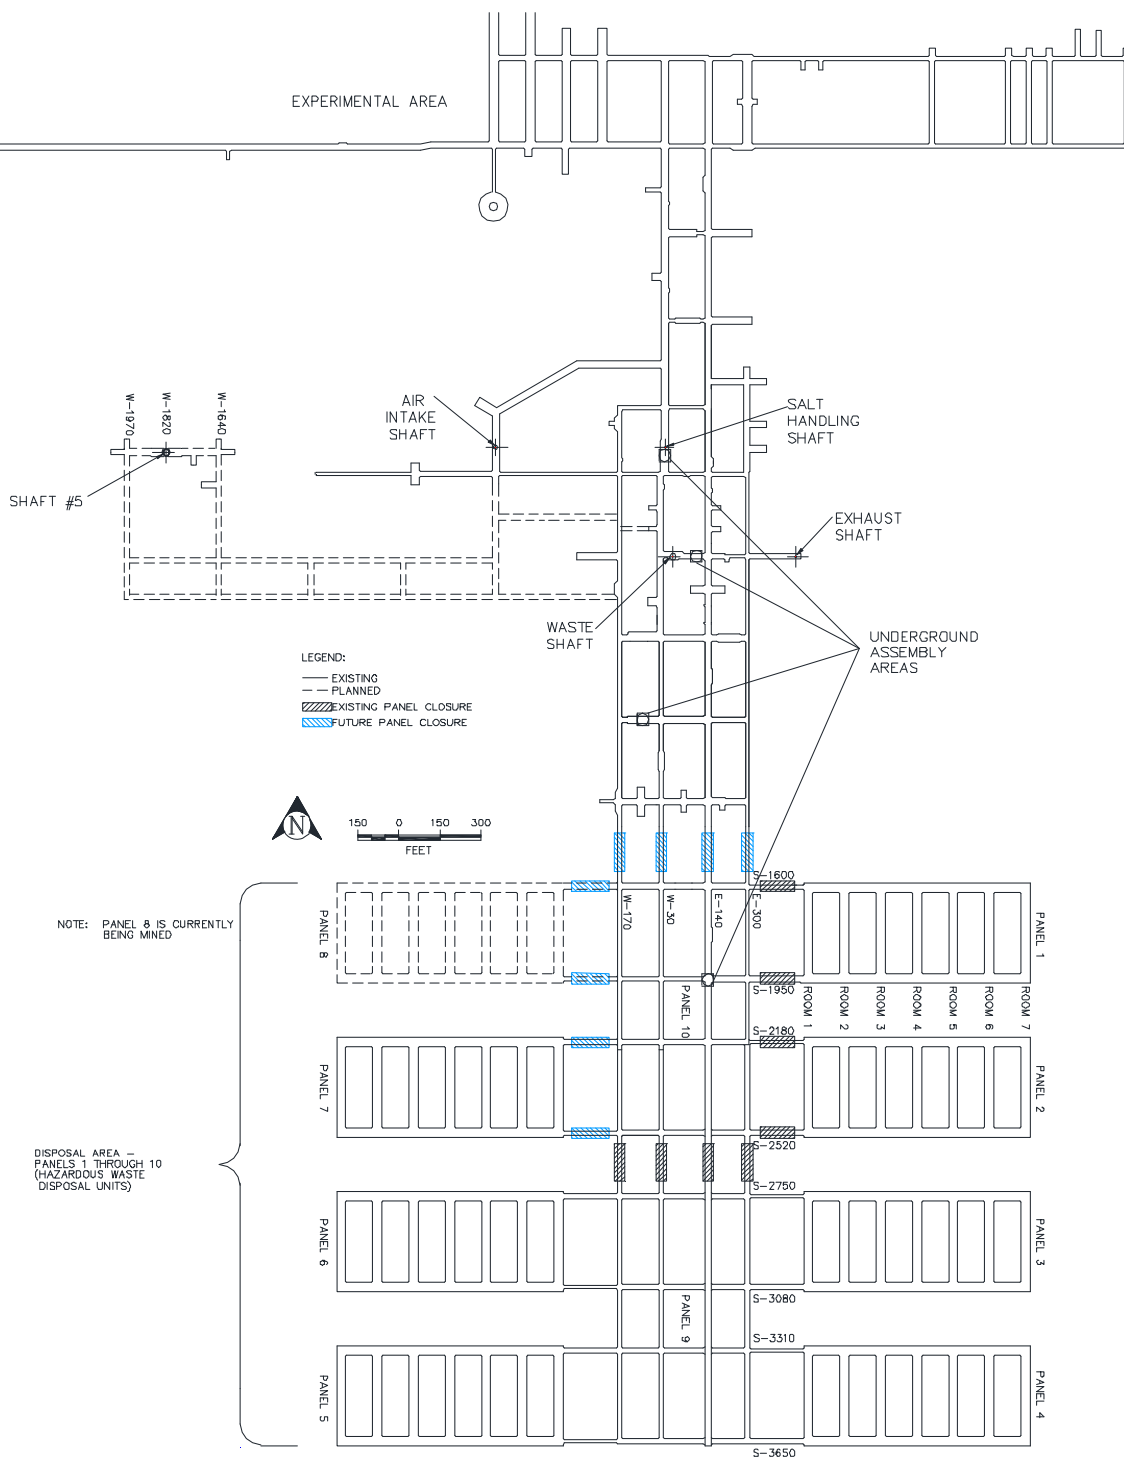 EXPERIMENTAL AREA
AIR
INTAKE
SHAFT
SALT
HANDLING
SHAFT
W-1970
W-1820
W-1640
SHAFT #5
EXHAUST
SHAFT
WASTE
SHAFT
UNDERGROUND
ASSEMBLY
AREAS
LEGEND:
EXISTING
PLANNED
EXISTING PANEL CLOSURE
FUTURE PANEL CLOSURE
N
150 0 150 300
FEET
S-1600
NOTE: PANEL 8 IS CURRENTLY
BEING MINED
PANEL 8
W-170
W-30
E-140
E-300
PANEL 1
S-1950
PANEL 10
ROOM 1
ROOM 2
ROOM 3
ROOM 4
ROOM 5
ROOM 6
ROOM 7
S-2180
PANEL 7
PANEL 2
S-2520
DISPOSAL AREA -
PANELS 1 THROUGH 10
(HAZARDOUS WASTE
DISPOSAL UNITS)
S-2750
PANEL 6
PANEL 3
S-3080
PANEL 9
S-3310
PANEL 5
PANEL 4
S-3650